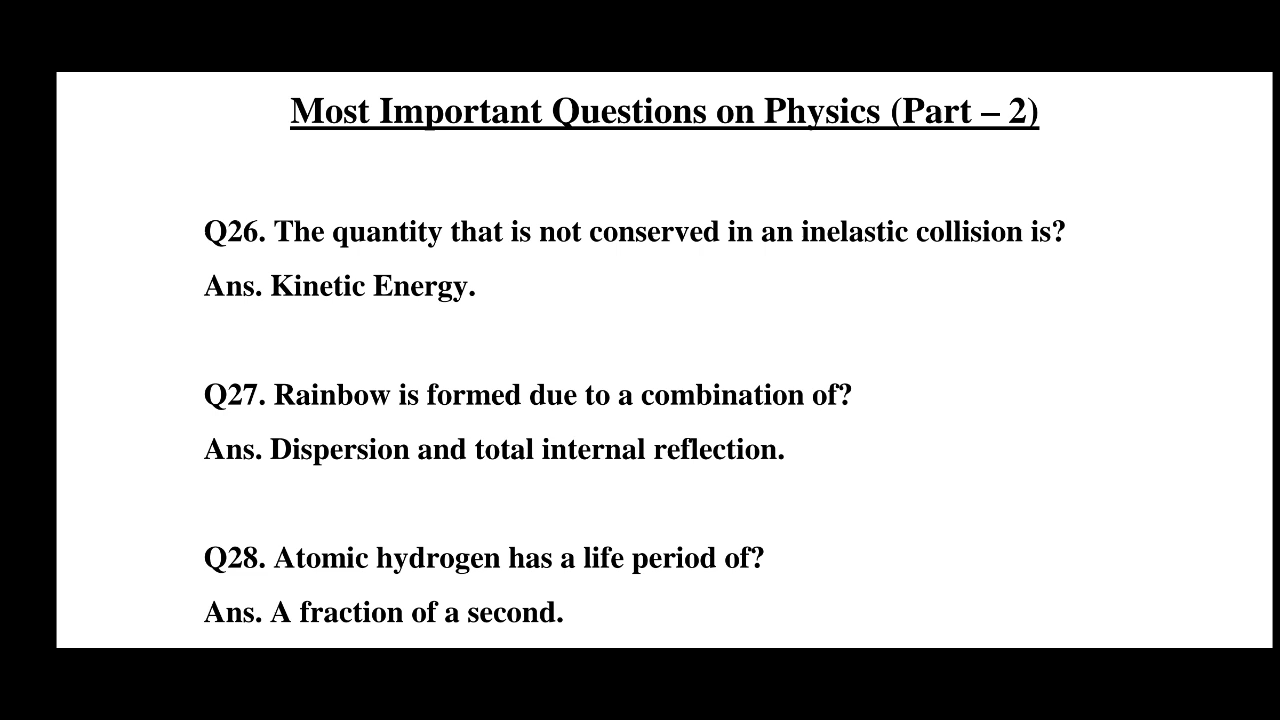 Most Important Questions on Physics (Part – 2)
Q26. The quantity that is not conserved in an inelastic collision is?
Ans. Kinetic Energy.
Q27. Rainbow is formed due to a combination of?
Ans. Dispersion and total internal reflection.
Q28. Atomic hydrogen has a life period of?
Ans. A fraction of a second.